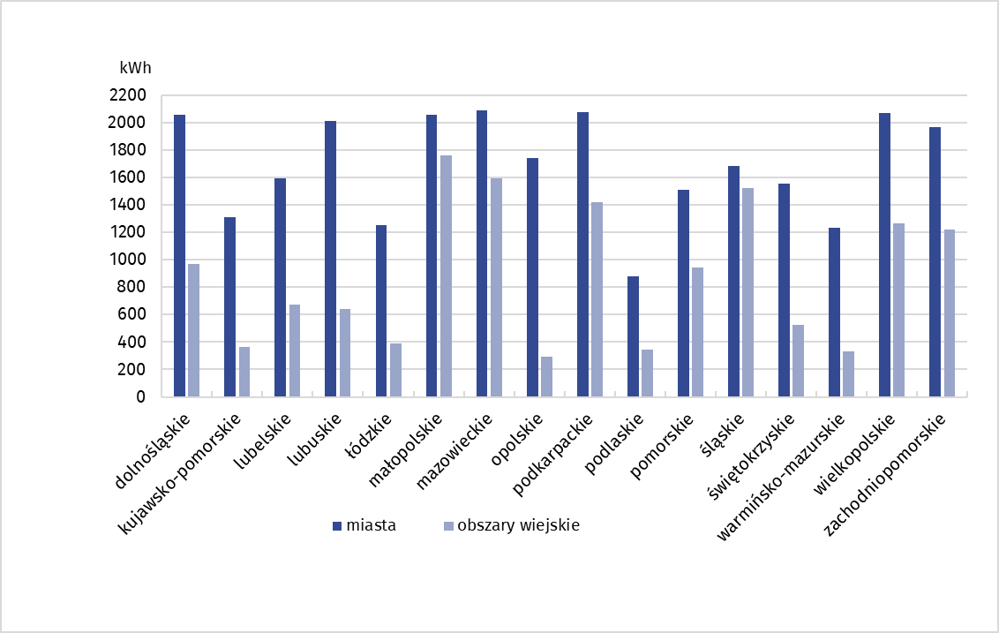 kWh
2200
2000
1800
1600
1400
1200
1000
800
600
400
200
0
dolnośląskie
kujawsko-pomorskie
lubelskie
lubuskie
łódzkie
małopolskie
mazowieckie
opolskie
podkarpackie
podlaskie
pomorskie
śląskie
świętokrzyskie
warmińsko-mazurskie
wielkopolskie
zachodniopomorskie
miasta obszary wiejskie